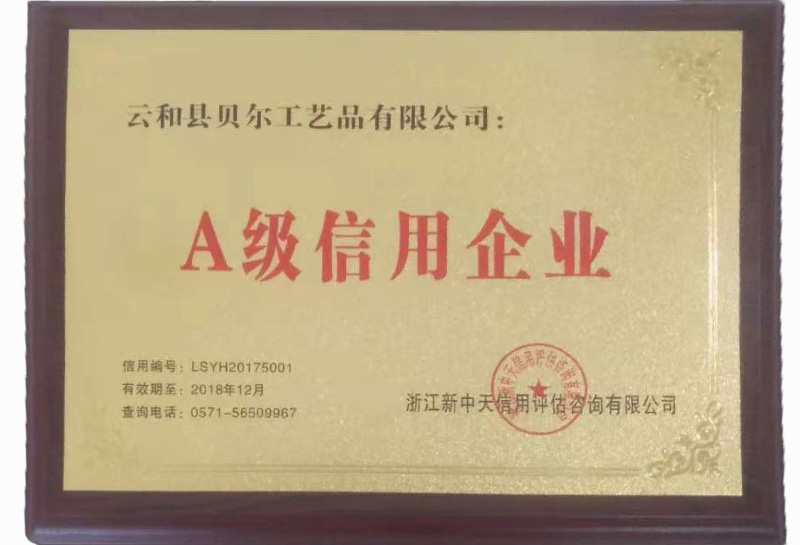 云和县贝尔工艺品有限公司：
A级信用企业
信用编号：LSYH20175001
有效期至：2018年12月
查询电话：0571-56509967
浙江新中天信用评估咨询有限公司